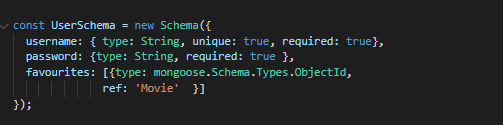 const UserSchema = new Schema({
username: { type: String, unique: true, required: true},
password: {type: String, required: true },
favourites: [{type: mongoose.Schema.Types.ObjectId,
ref: 'Movie'  }]
});